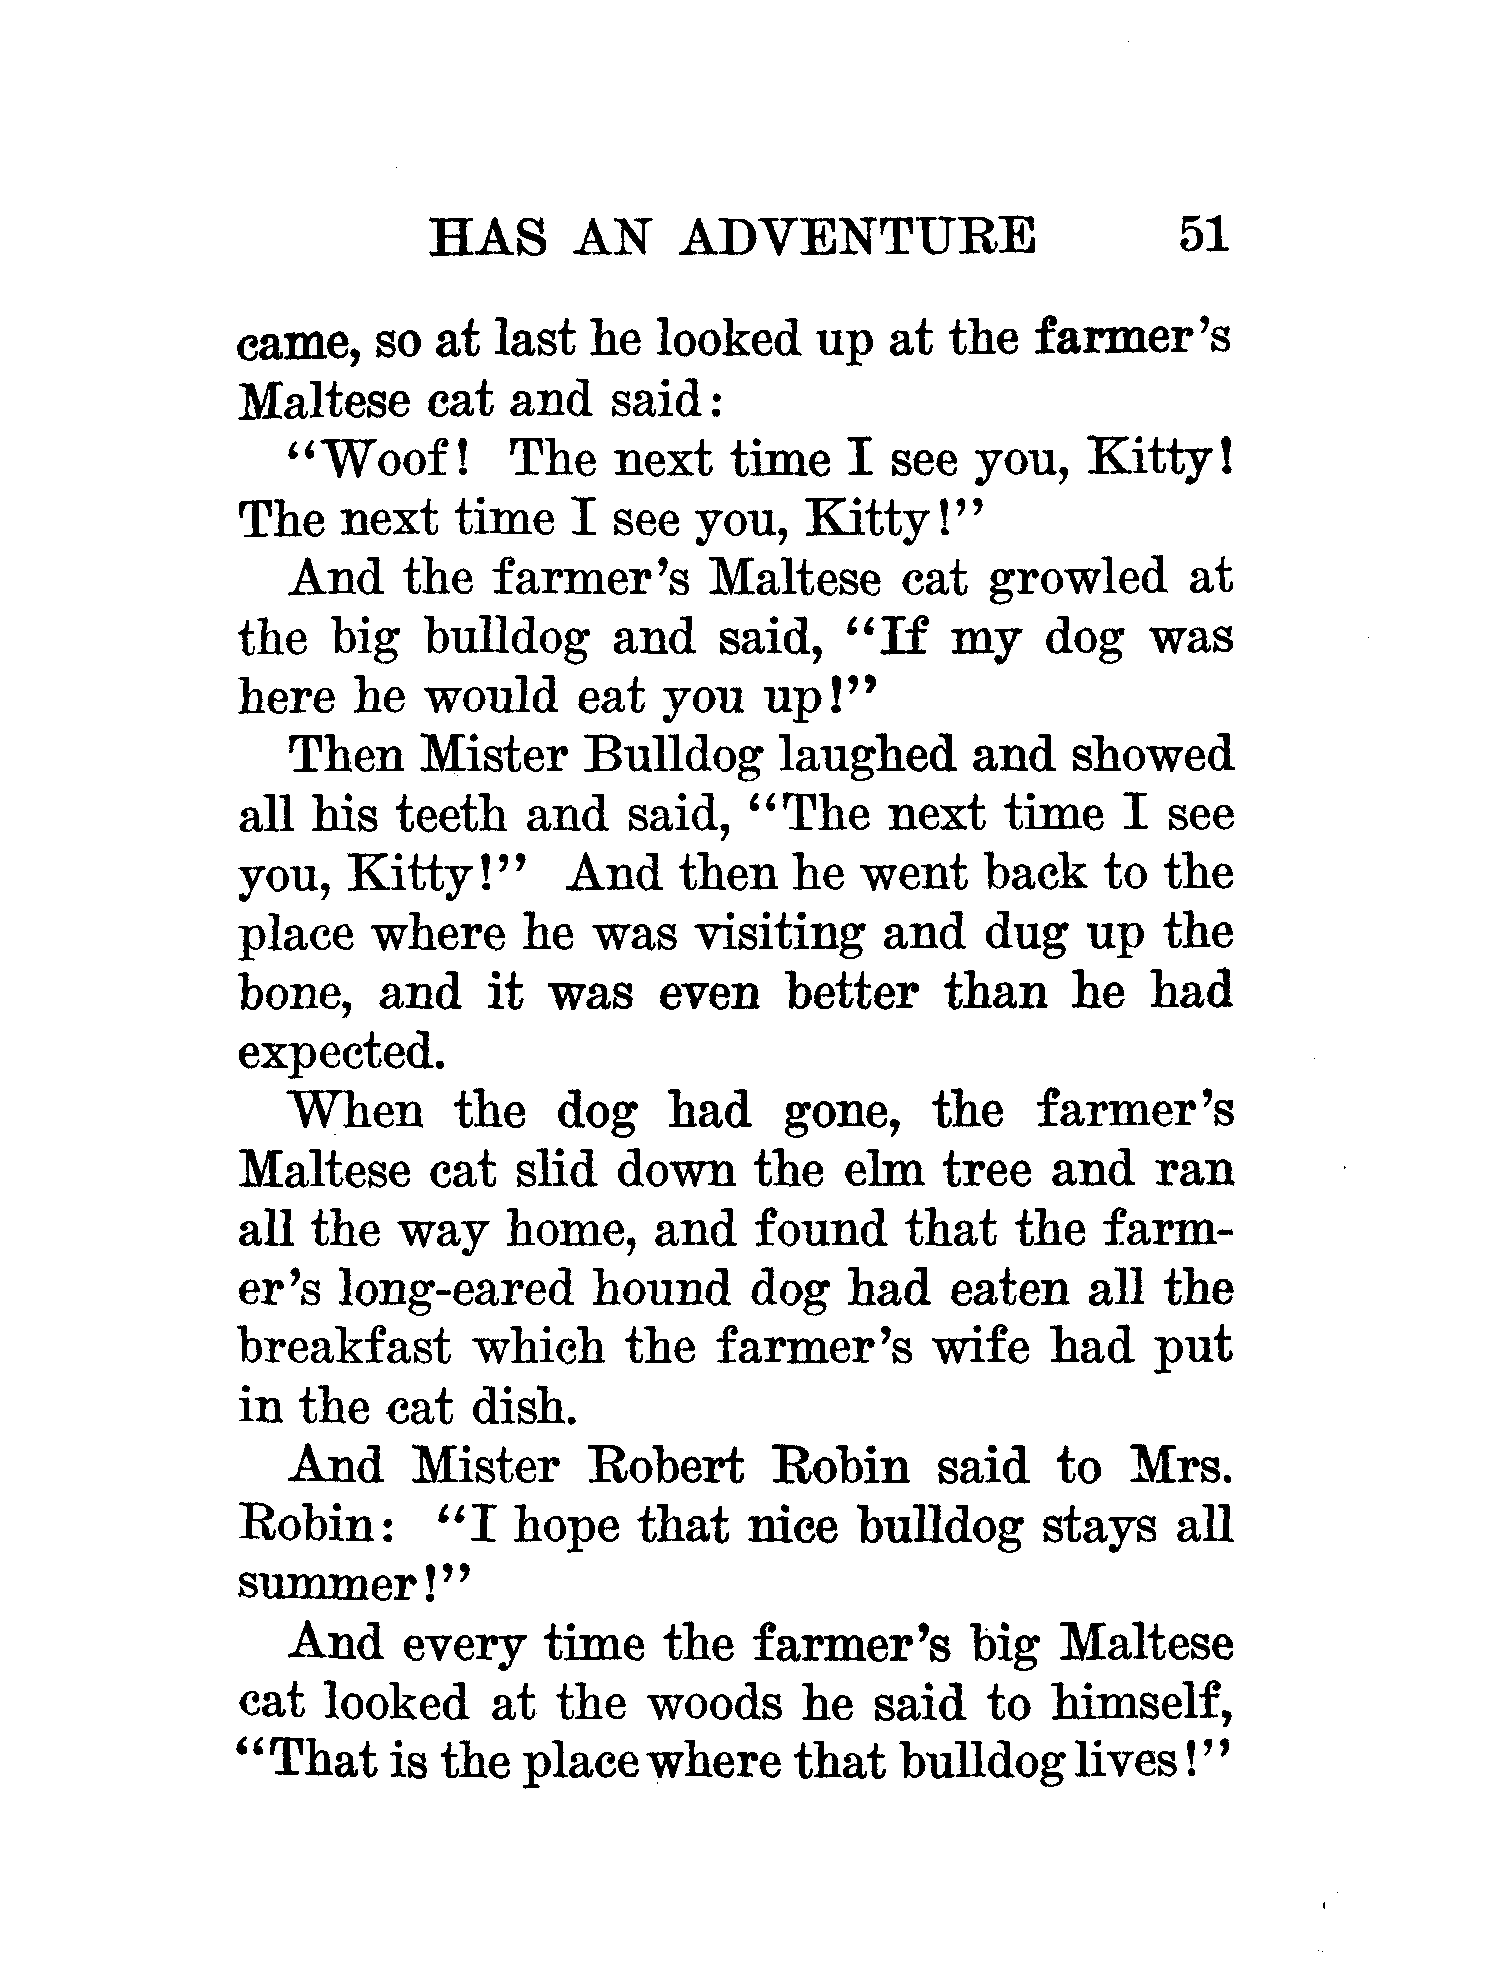 HAS AN ADVENTURE 51
came, so at last he looked up at the farmer's
Maltese cat and said:
"Woof! The next time I see you, Kitty!
The next time I see you, Kitty!"
And the farmer's Maltese cat growled at
the big bulldog and said, "If my dog was
here he would eat you up!"
Then Mister Bulldog laughed and showed
all his teeth and said, "The next time I see
you, Kitty!" And then he went back to the
place where he was visiting and dug up the
bone, and it was even better than he had
expected.
When the dog had gone, the farmer's
Maltese cat slid down the elm tree and ran
all the way home, and found that the farm-
er's long-eared hound dog had eaten all the
breakfast which the farmer's wife had put
in the cat dish.
And Mister Robert Robin said to Mrs.
Robin: "I hope that nice bulldog stays all
summer!"
And every time the farmer's big Maltese
cat looked at the woods he said to himself,
"That is the place where that bulldog lives!"